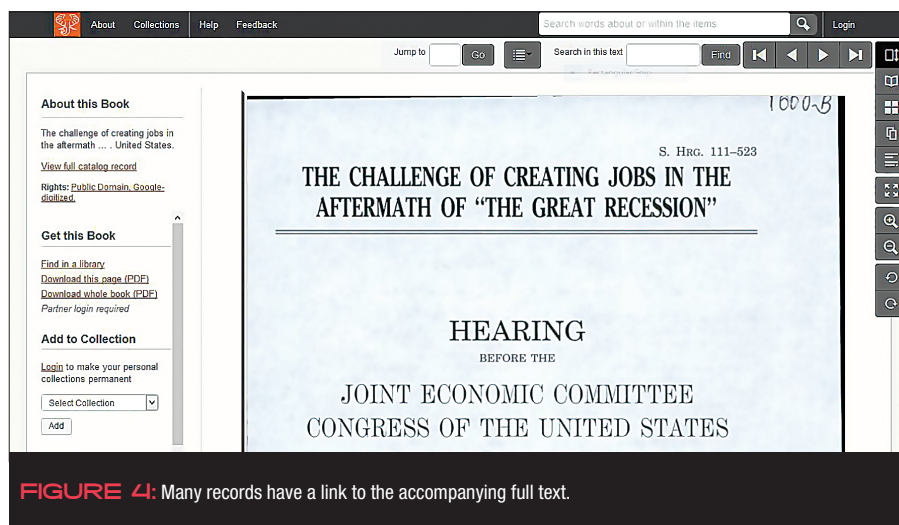 About Collections Help Feedback
Search words about or within the items
Login
Jump to
Go
Search in this text
Find
About this Book
The challenge of creating jobs in
the aftermath ... . United States.
View full catalog record
Rights: Public Domain, Google-
digitized.
Get this Book
Find in a library
Download this page (PDF)
Download whole book (PDF)
Partner login required
Add to Collection
Login to make your personal
collections permanent
Select Collection
Add
1600-B
S. HRG. 111–523
THE CHALLENGE OF CREATING JOBS IN THE
AFTERMATH OF “THE GREAT RECESSION”
HEARING
BEFORE THE
JOINT ECONOMIC COMMITTEE
CONGRESS OF THE UNITED STATES
FIGURE 4: Many records have a link to the accompanying full text.